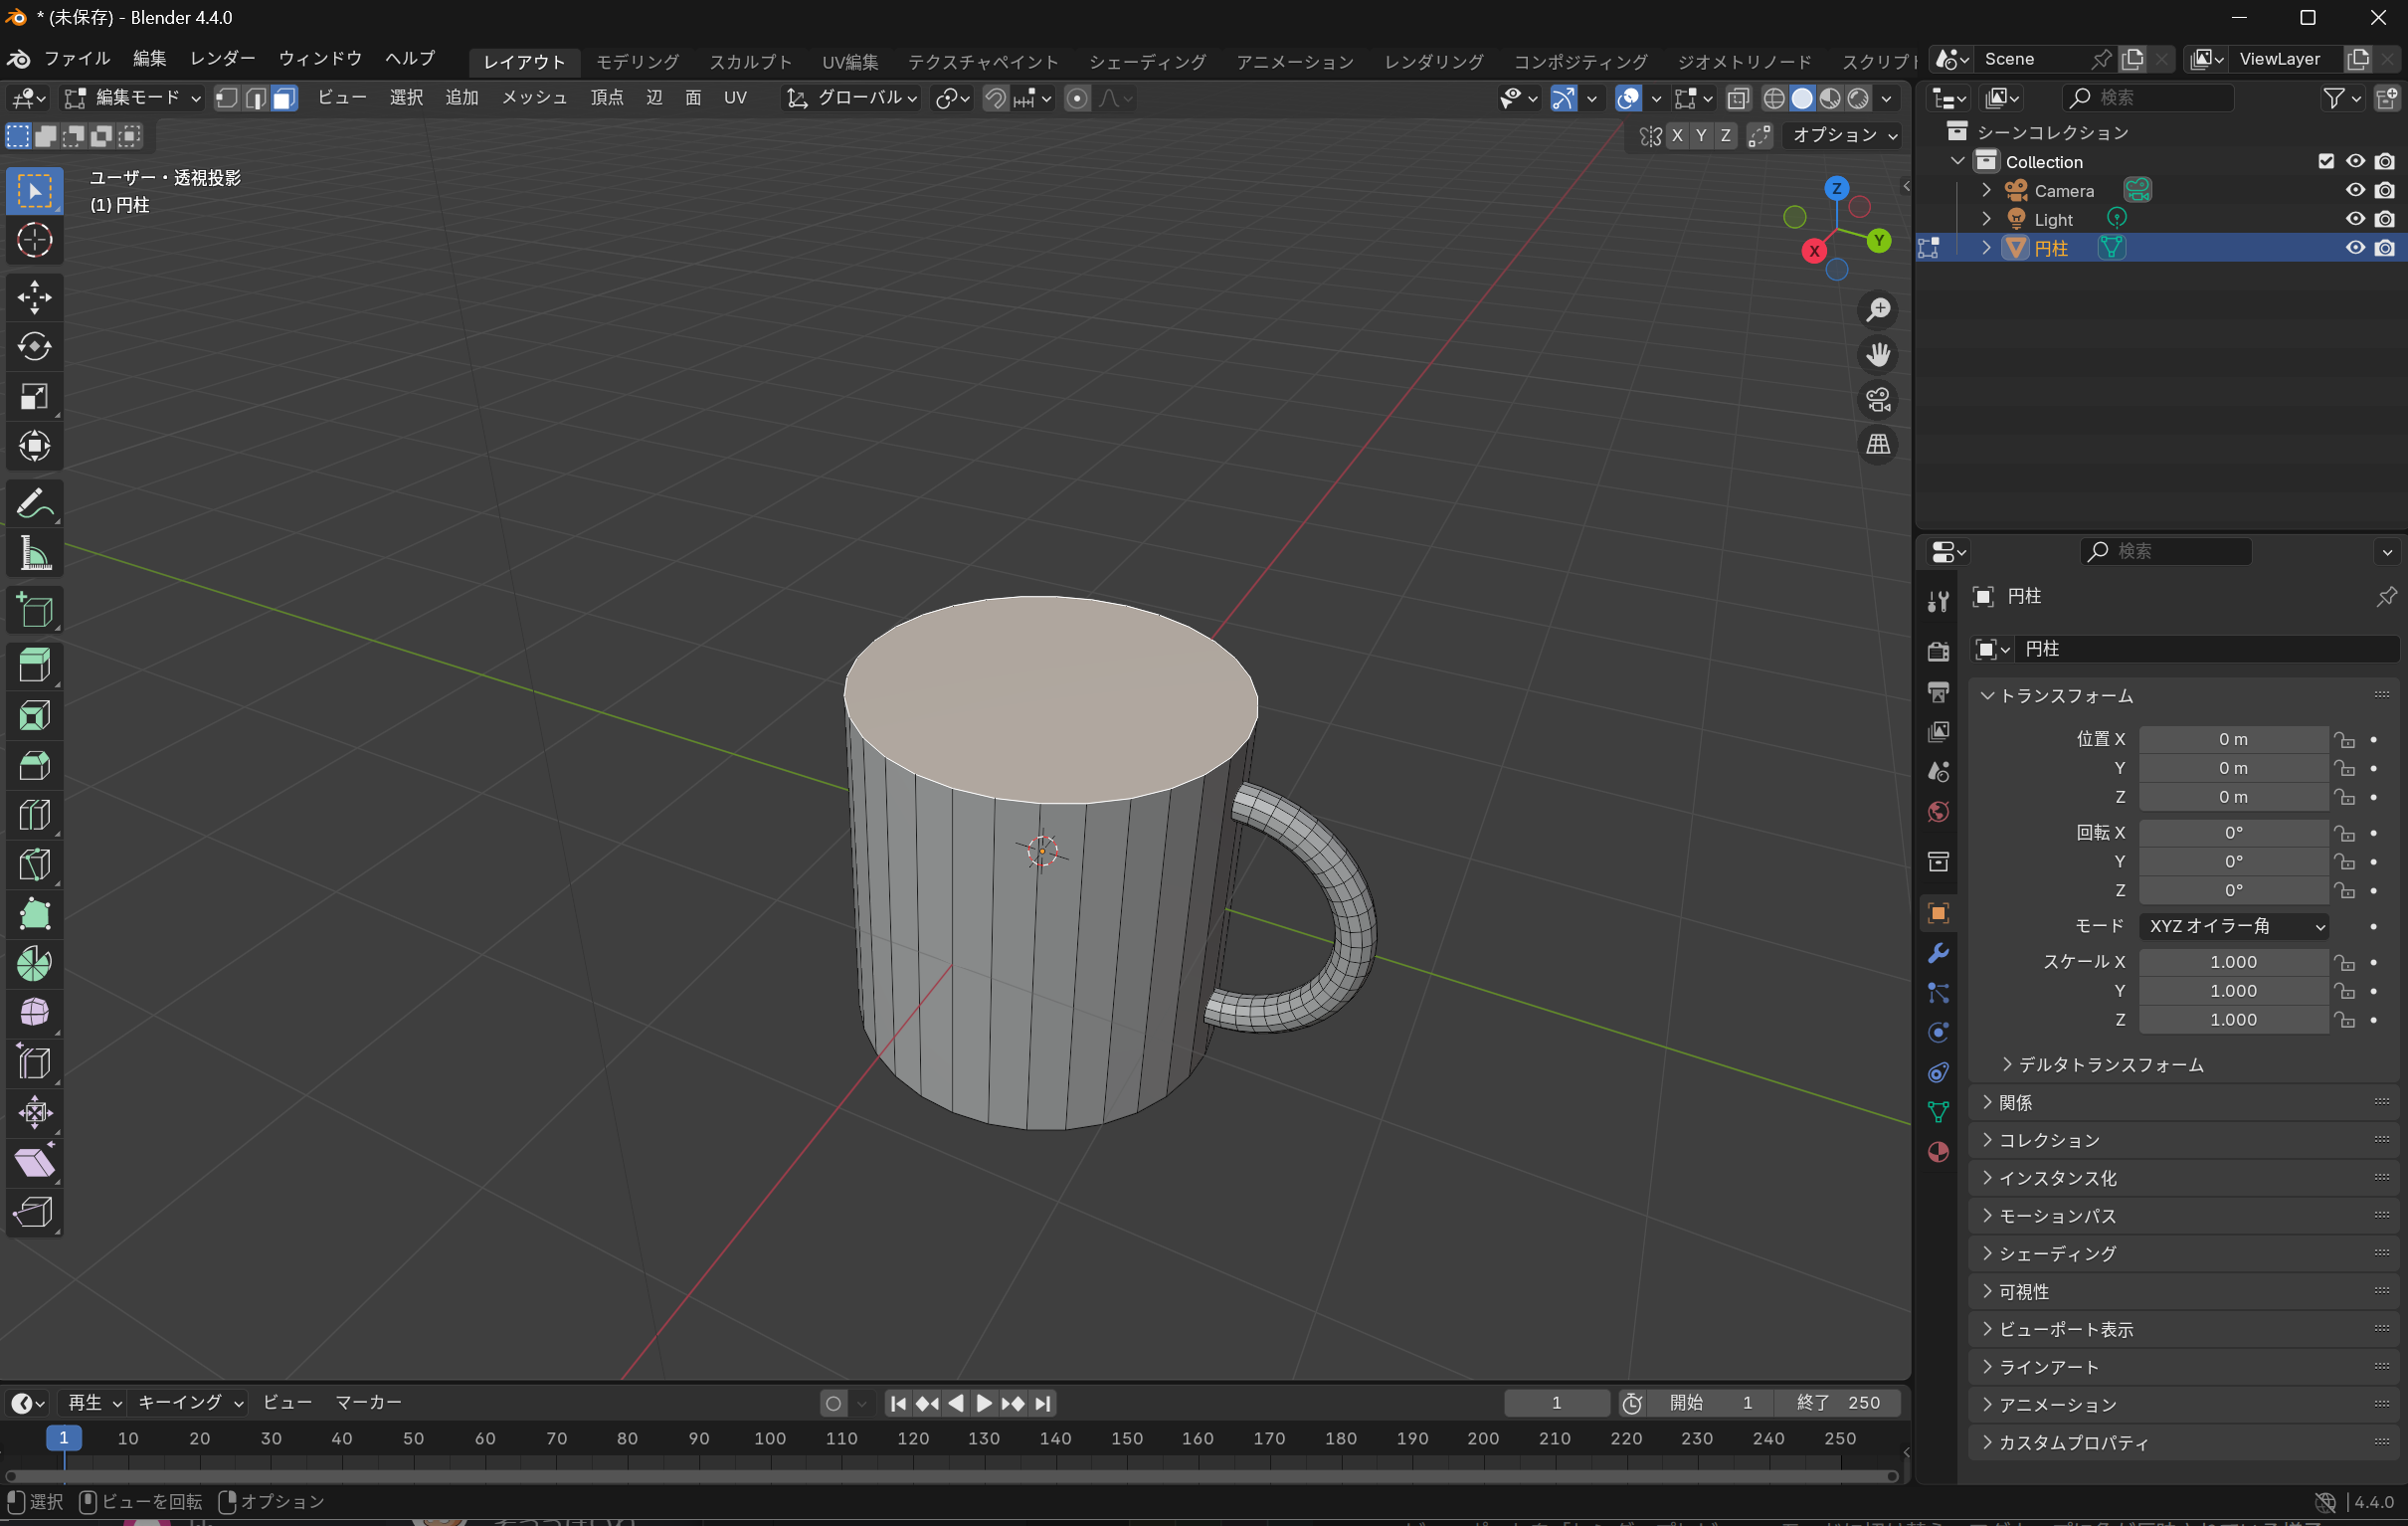 * (未保存) - Blender 4.4.0
ファイル 編集 レンダー ウィンドウ ヘルプ レイアウト モデリング スカルプト UV編集 テクスチャペイント シェーディング アニメーション レンダリング コンポジティング ジオメトリノード スクリプト Scene ViewLayer
編集モード ビュー 選択 追加 メッシュ 頂点 辺 面 UV グローバル 検索
X Y Z オプション
ユーザー・透視投影
(1) 円柱
Z
Y
X
シーンコレクション
Collection
Camera
Light
円柱
検索
円柱
円柱
トランスフォーム
位置 X 0 m
Y 0 m
Z 0 m
回転 X 0°
Y 0°
Z 0°
モード XYZ オイラー角
スケール X 1.000
Y 1.000
Z 1.000
デルタトランスフォーム
関係
コレクション
インスタンス化
モーションパス
シェーディング
可視性
ビューポート表示
ラインアート
アニメーション
カスタムプロパティ
再生 キーイング ビュー マーカー 1 開始 1 終了 250
1 10 20 30 40 50 60 70 80 90 100 110 120 130 140 150 160 170 180 190 200 210 220 230 240 250
選択 ビューを回転 オプション 4.4.0